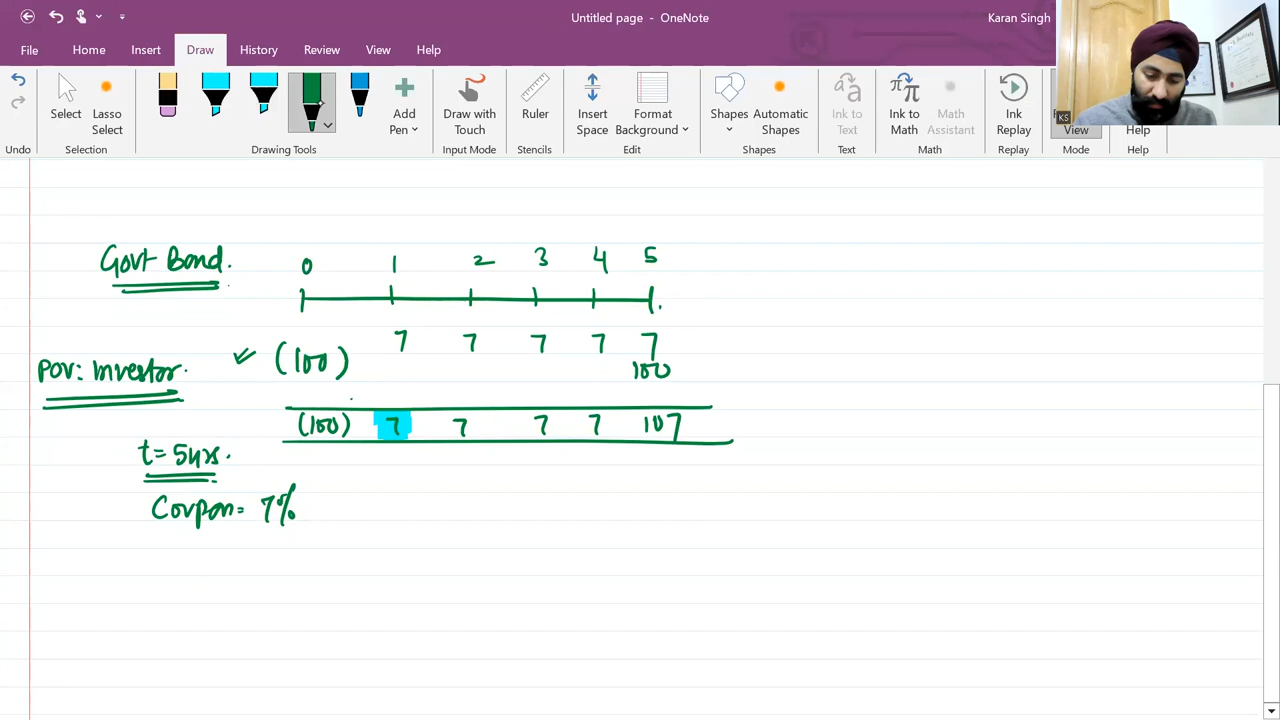 Untitled page - OneNote
Karan Singh
File Home Insert Draw History Review View Help
Undo
Select
Lasso Select
Selection
Drawing Tools
Add Pen
Draw with Touch
Input Mode
Ruler
Stencils
Insert Space
Format Background
Edit
Shapes
Automatic Shapes
Shapes
Ink to Text
Text
Ink to Math
Math Assistant
Math
Ink Replay
Replay
View
Mode
Help
Help
KS
Govt Bond.
0 1 2 3 4 5
7 7 7 7 7
(100) 100
POV: Investor.
(100) 7 7 7 7 107
t = 5yrs.
Coupon = 7%